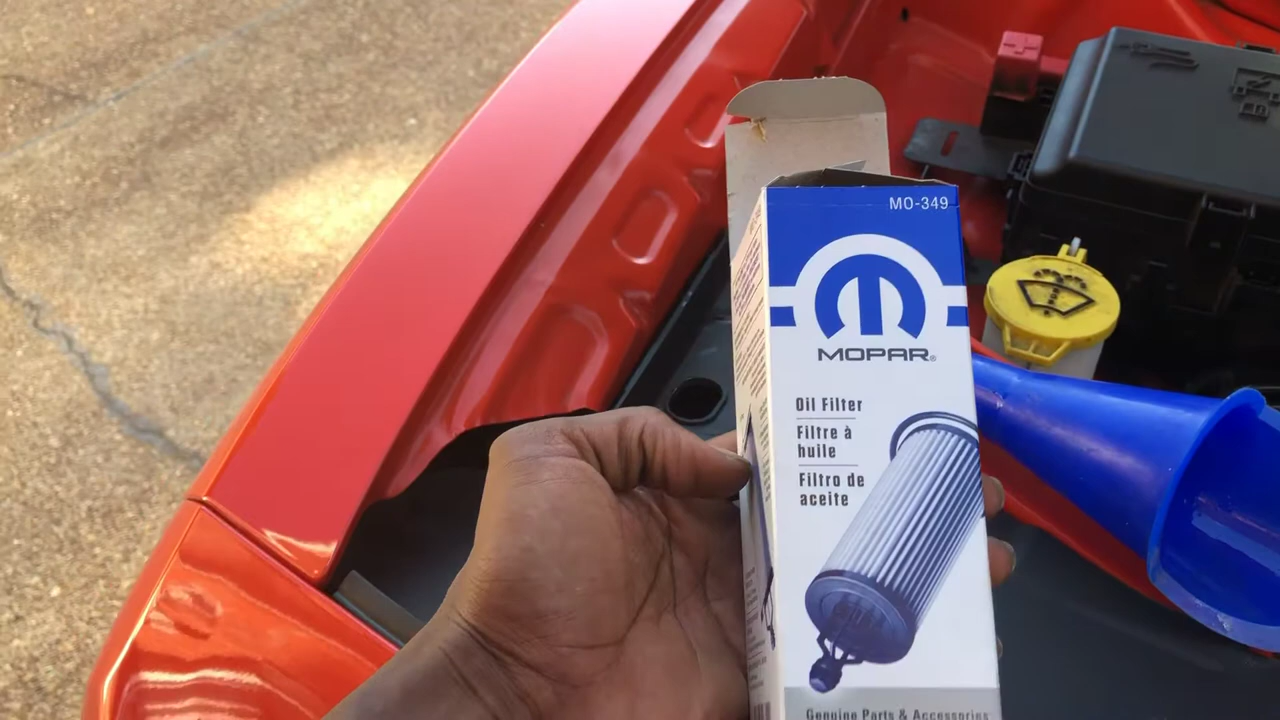 MO-349
MOPAR®
Oil Filter
Filtre à
huile
Filtro de
aceite
Genuine Parts & Accessories